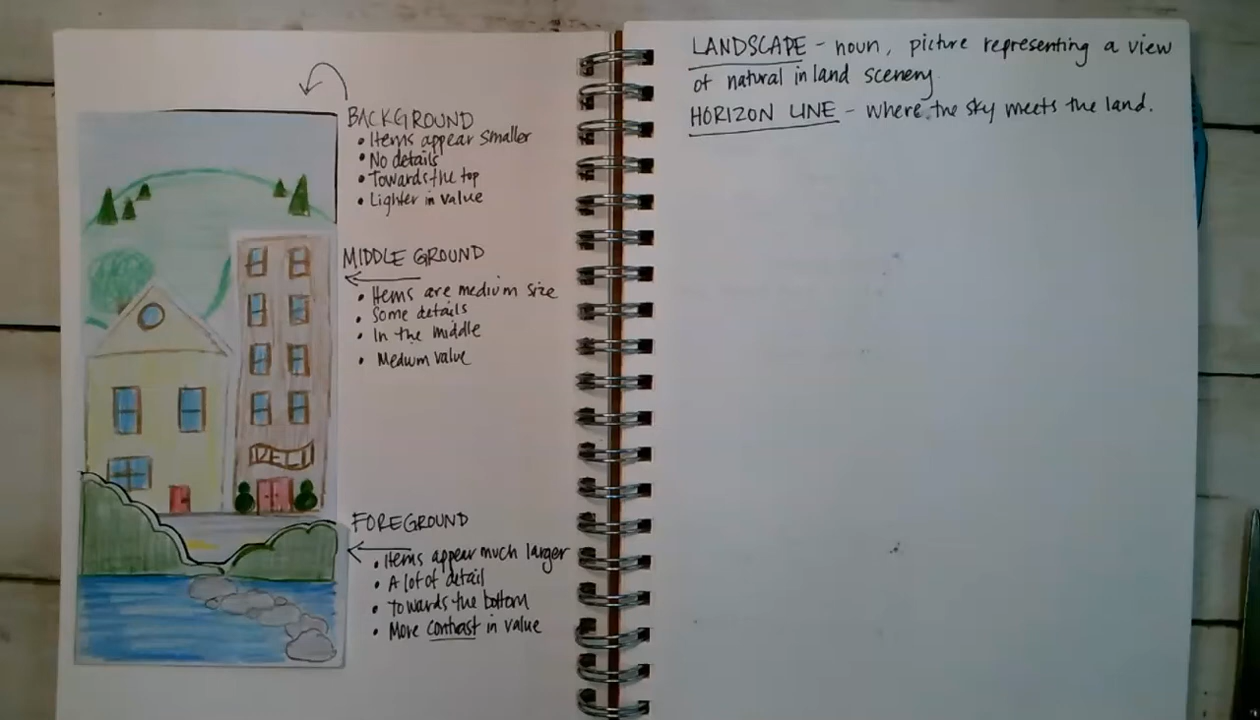 BACKGROUND
• Items appear smaller
• No details
• Towards the top
• Lighter in value
MIDDLE GROUND
• Items are medium size
• Some details
• In the middle
• Medium value
DELI
FOREGROUND
• Items appear much larger
• A lot of detail
• Towards the bottom
• More contrast in value
LANDSCAPE - noun, picture representing a view
of natural inland scenery
HORIZON LINE - where the sky meets the land.